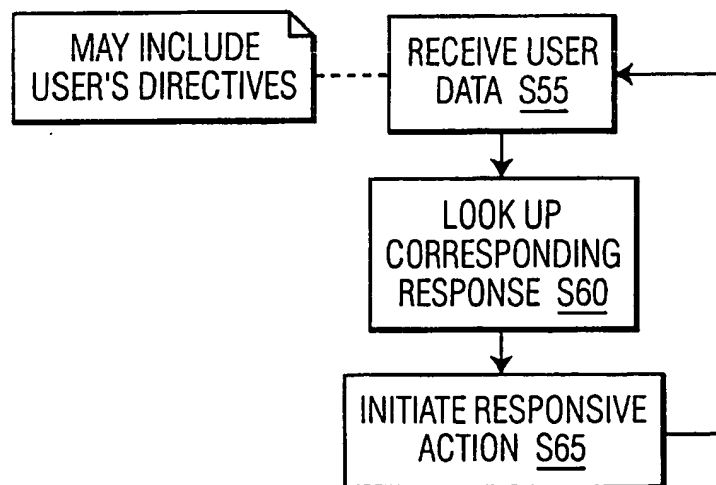 MAY INCLUDE
USER'S DIRECTIVES
RECEIVE USER
DATA S55
LOOK UP
CORRESPONDING
RESPONSE S60
INITIATE RESPONSIVE
ACTION S65